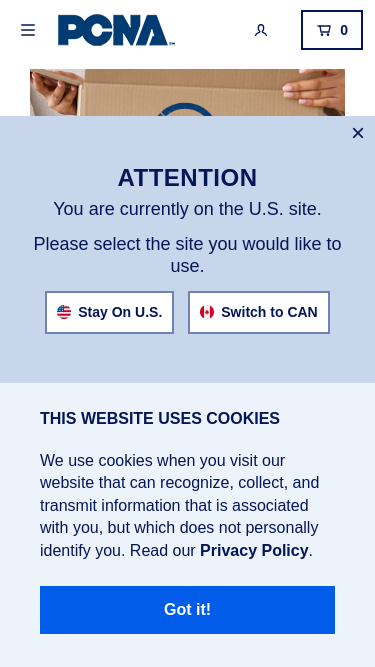 PCNA
0
ATTENTION
You are currently on the U.S. site.
Please select the site you would like to
use.
Stay On U.S.
Switch to CAN
THIS WEBSITE USES COOKIES
We use cookies when you visit our
website that can recognize, collect, and
transmit information that is associated
with you, but which does not personally
identify you. Read our Privacy Policy.
Got it!